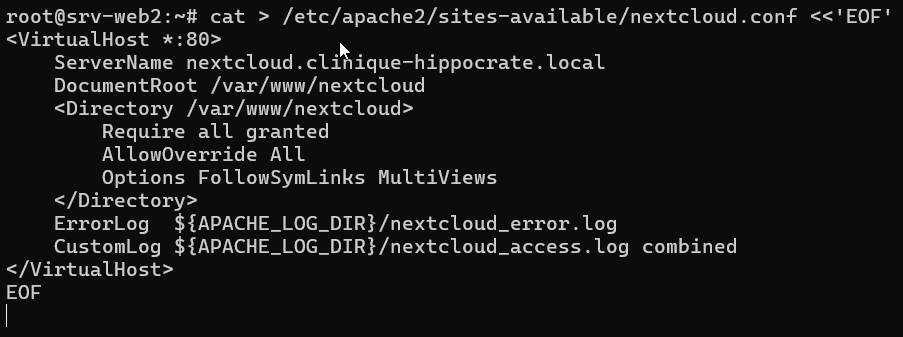 root@srv-web2:~# cat > /etc/apache2/sites-available/nextcloud.conf <<'EOF'
<VirtualHost *:80>
    ServerName nextcloud.clinique-hippocrate.local
    DocumentRoot /var/www/nextcloud
    <Directory /var/www/nextcloud>
        Require all granted
        AllowOverride All
        Options FollowSymLinks MultiViews
    </Directory>
    ErrorLog  ${APACHE_LOG_DIR}/nextcloud_error.log
    CustomLog ${APACHE_LOG_DIR}/nextcloud_access.log combined
</VirtualHost>
EOF